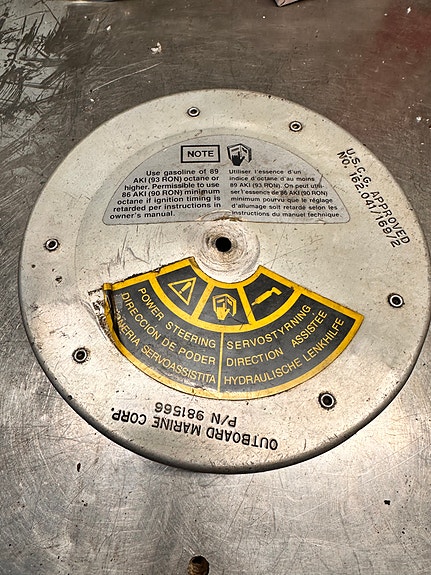 NOTE
Use gasoline of 89
AKI (93 RON) octane or
higher. Permissible to use
86 AKI (90 RON) minimum
octane if ignition timing is
retarded per instructions in
owner's manual.
Utiliser l'essence d'un
indice d'octane d'au moins
89 AKI (93 RON). On peut utili-
ser l'essence de 86 AKI (90 RON)
minimum pourvu que le réglage
d'allumage soit retardé selon les
instructions du manuel technique.
U.S.C.G. APPROVED
NO. 162.041/169/2
POWER STEERING
DIRECCION DE PODER
SERVOASSISTITA
SERVOSTYRNING
DIRECTION ASSISTÉE
HYDRAULISCHE LENKHILFE
OUTBOARD MARINE CORP.
P/N 981566